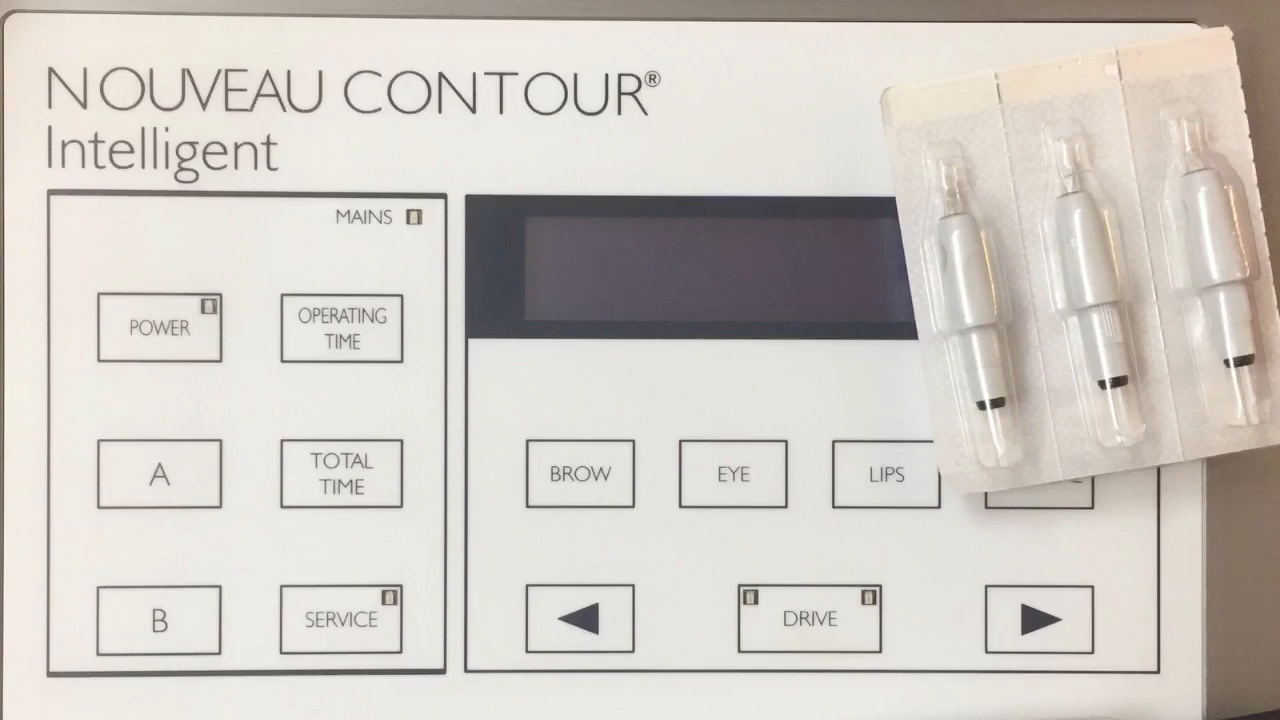 NOUVEAU CONTOUR®
Intelligent
MAINS
POWER
OPERATING
TIME
A
TOTAL
TIME
B
SERVICE
BROW
EYE
LIPS
DRIVE